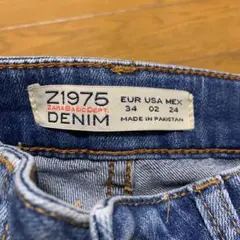 Z1975
ZARA BASIC DEPT.
DENIM
EUR USA MEX
34 02 24
MADE IN PAKISTAN